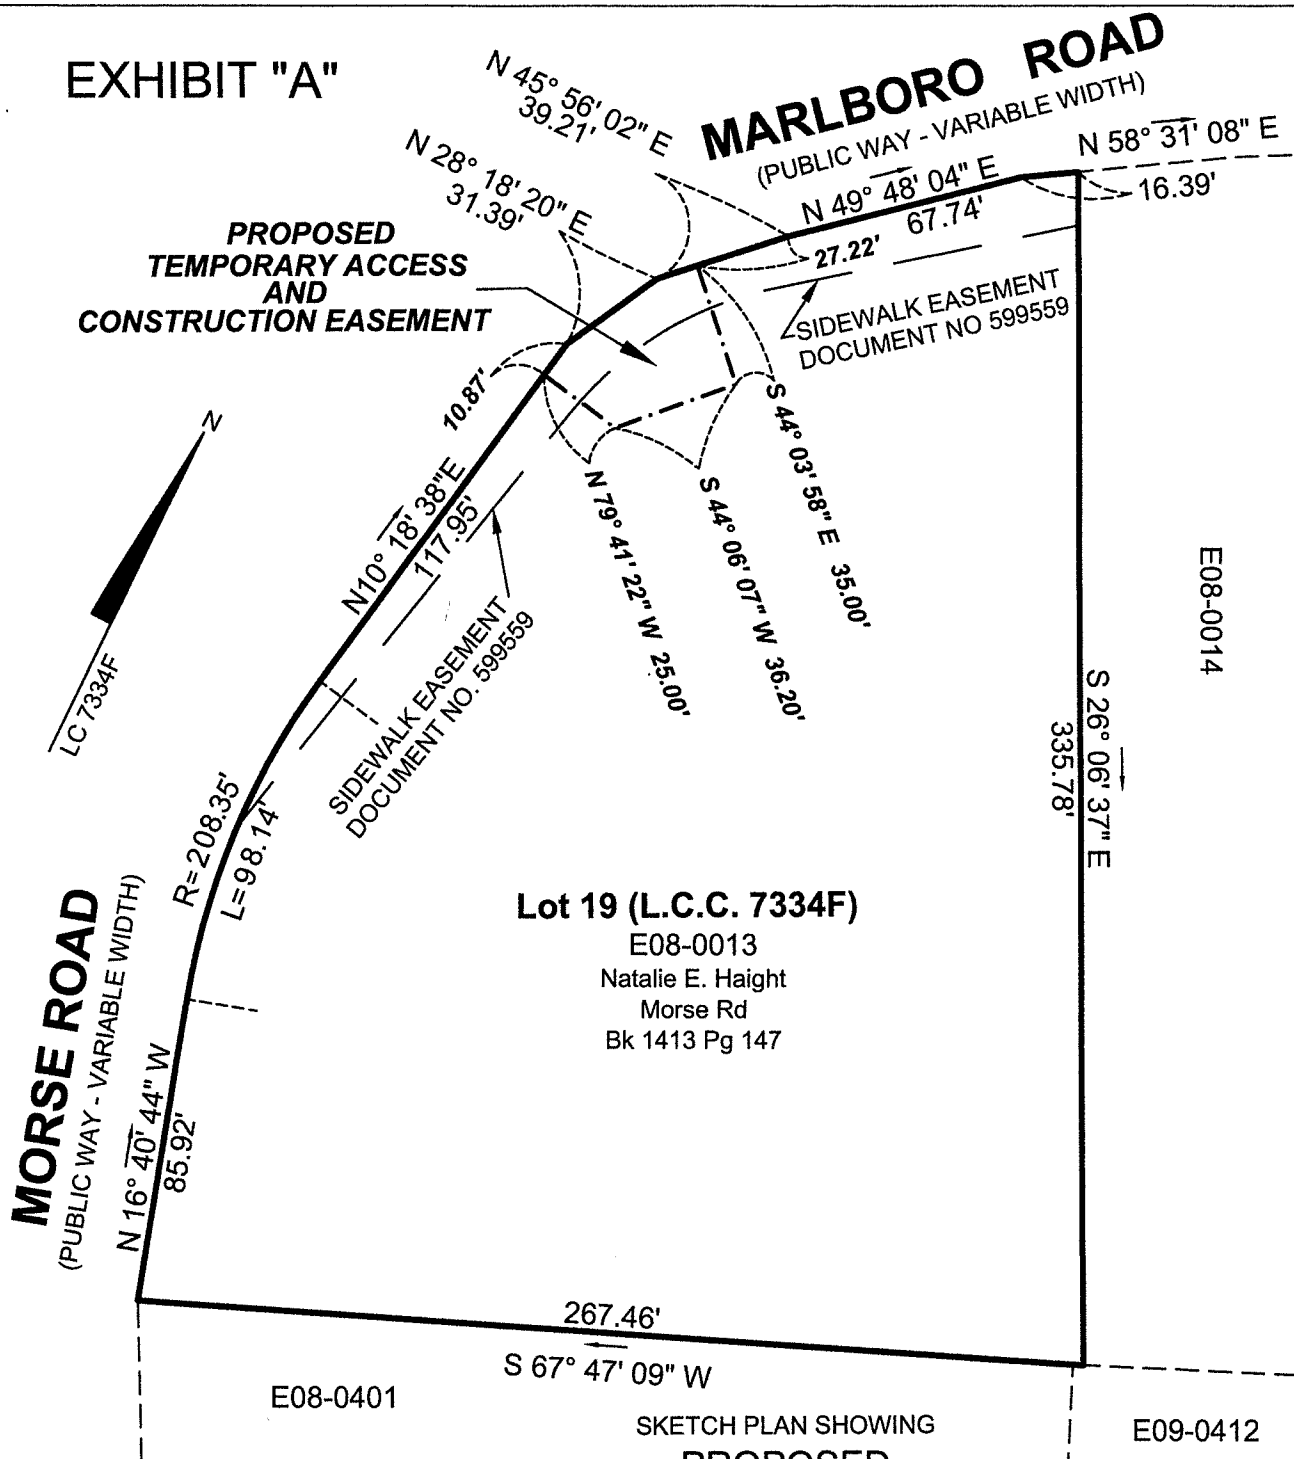 EXHIBIT "A"
N 45° 56' 02" E
39.21'
MARLBORO ROAD
(PUBLIC WAY - VARIABLE WIDTH)
N 58° 31' 08" E
16.39'
N 28° 18' 20" E
31.39'
N 49° 48' 04" E
67.74'
27.22'
PROPOSED
TEMPORARY ACCESS
AND
CONSTRUCTION EASEMENT
SIDEWALK EASEMENT
DOCUMENT NO 599559
10.87'
N
LC 7334F
N10° 18' 38"E
117.95'
S 44° 03' 58" E 35.00'
S 44° 06' 07" W 36.20'
N 79° 41' 22" W 25.00'
SIDEWALK EASEMENT
DOCUMENT NO. 599559
E08-0014
S 26° 06' 37" E
335.78'
R=208.35'
L=98.14'
Lot 19 (L.C.C. 7334F)
E08-0013
Natalie E. Haight
Morse Rd
Bk 1413 Pg 147
MORSE ROAD
(PUBLIC WAY - VARIABLE WIDTH)
N 16° 40' 44" W
85.92'
267.46'
S 67° 47' 09" W
E08-0401
SKETCH PLAN SHOWING
PROPOSED
E09-0412